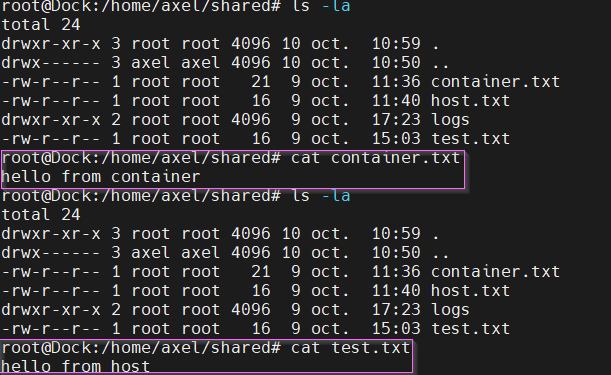 root@Dock:/home/axel/shared# ls -la
total 24
drwxr-xr-x 3 root root 4096 10 oct.  10:59 .
drwx------ 3 axel axel 4096 10 oct.  10:50 ..
-rw-r--r-- 1 root root   21  9 oct.  11:36 container.txt
-rw-r--r-- 1 root root   16  9 oct.  11:40 host.txt
drwxr-xr-x 2 root root 4096  9 oct.  17:23 logs
-rw-r--r-- 1 root root   16  9 oct.  15:03 test.txt
root@Dock:/home/axel/shared# cat container.txt
hello from container
root@Dock:/home/axel/shared# ls -la
total 24
drwxr-xr-x 3 root root 4096 10 oct.  10:59 .
drwx------ 3 axel axel 4096 10 oct.  10:50 ..
-rw-r--r-- 1 root root   21  9 oct.  11:36 container.txt
-rw-r--r-- 1 root root   16  9 oct.  11:40 host.txt
drwxr-xr-x 2 root root 4096  9 oct.  17:23 logs
-rw-r--r-- 1 root root   16  9 oct.  15:03 test.txt
root@Dock:/home/axel/shared# cat test.txt
hello from host